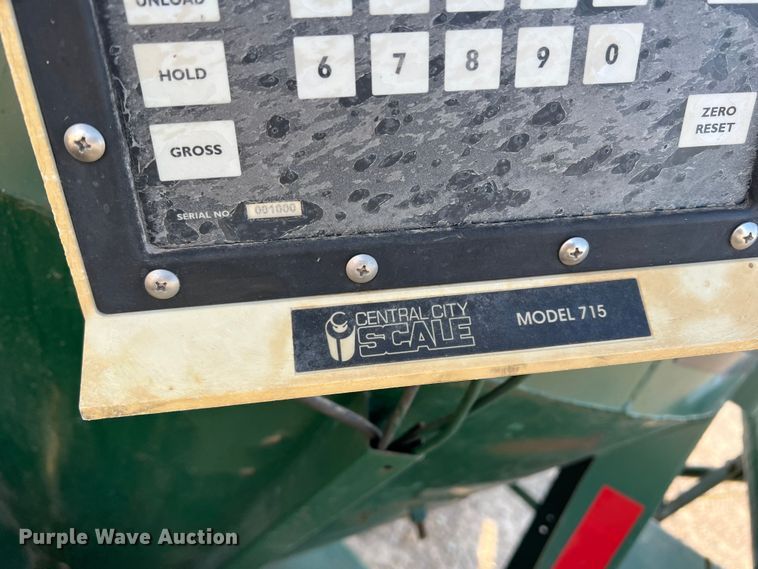 UNLOAD
HOLD
6 7 8 9 0
GROSS
ZERO
RESET
SERIAL NO. 001000
CENTRAL CITY
SCALE
MODEL 715
Purple Wave Auction